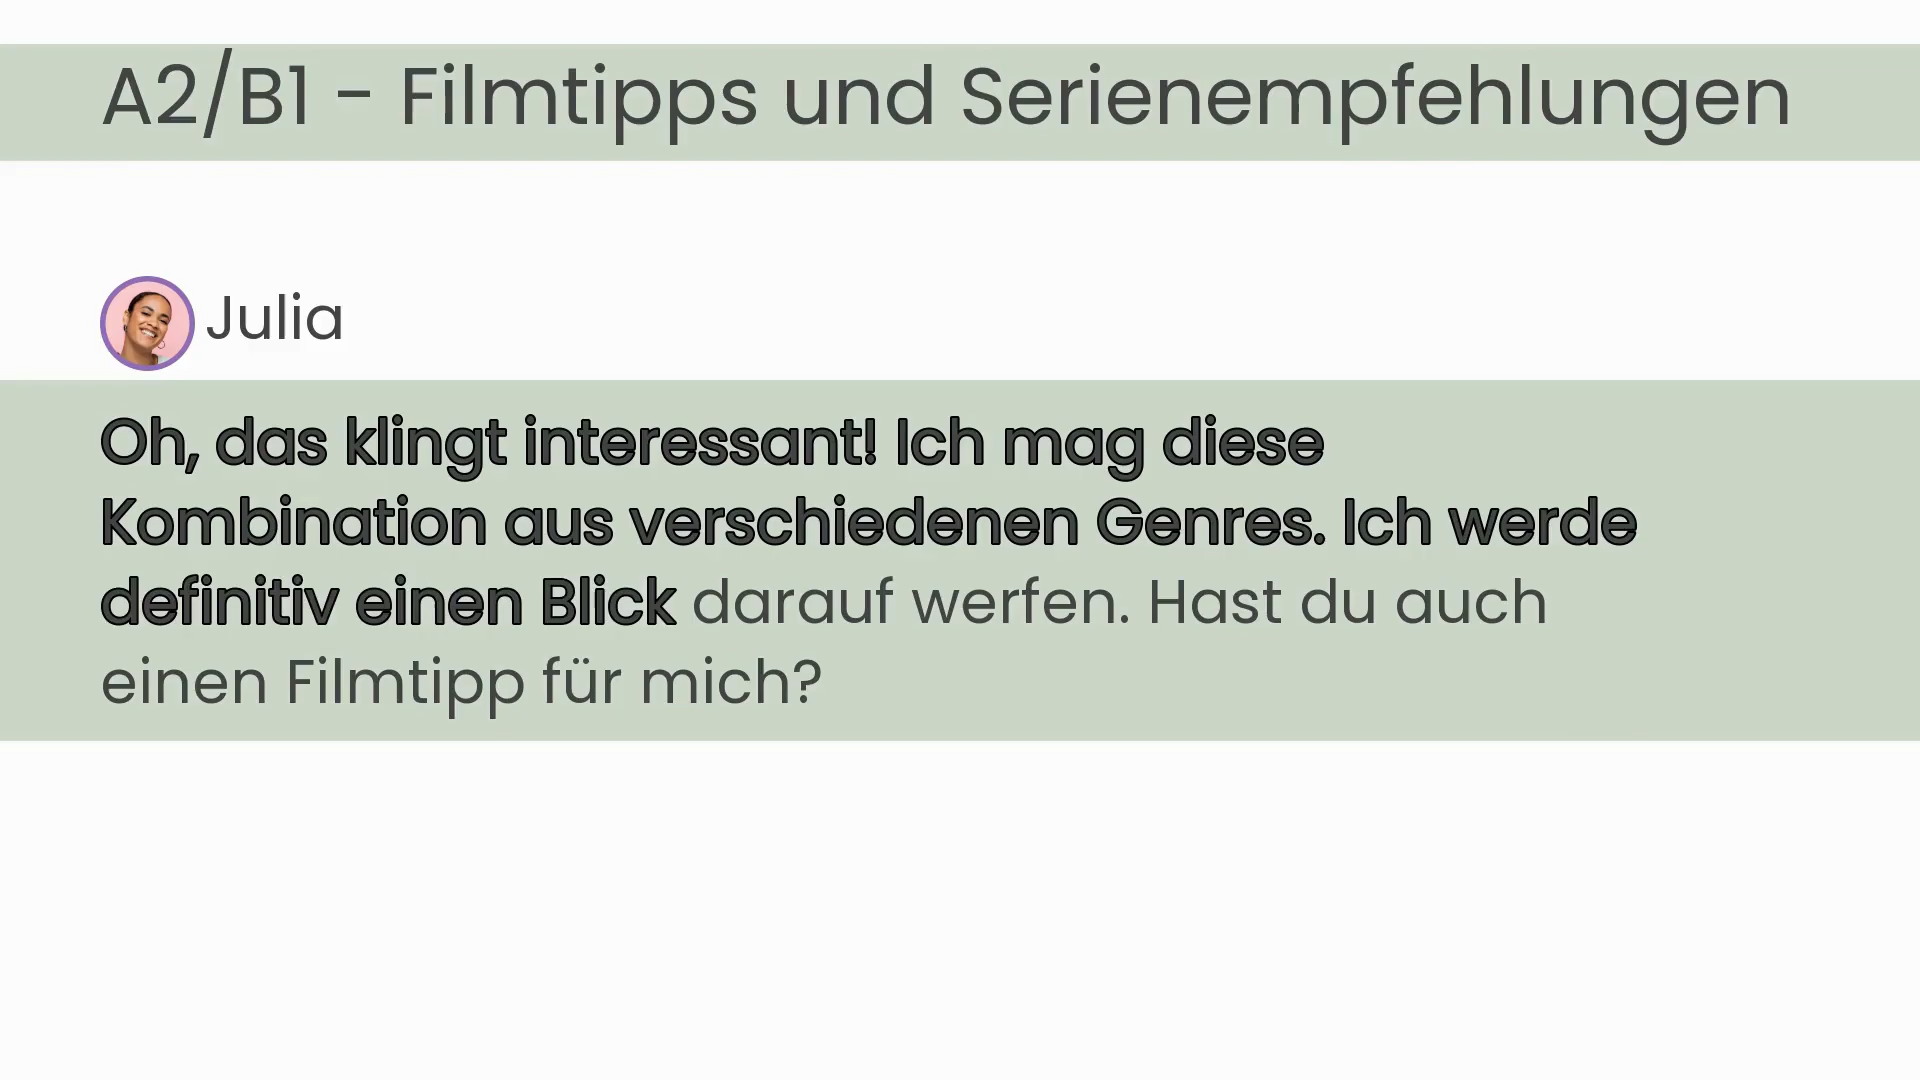 A2/B1 - Filmtipps und Serienempfehlungen
Julia
Oh, das klingt interessant! Ich mag diese
Kombination aus verschiedenen Genres. Ich werde
definitiv einen Blick darauf werfen. Hast du auch
einen Filmtipp für mich?